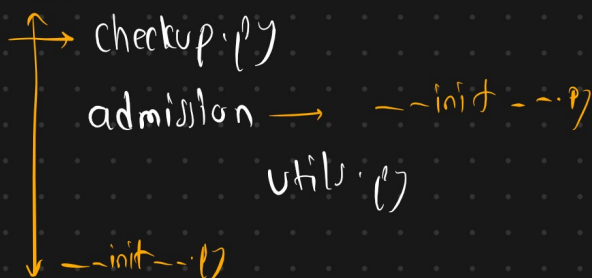 checkup.py
admission → __init__.py
utils.py
__init__.py